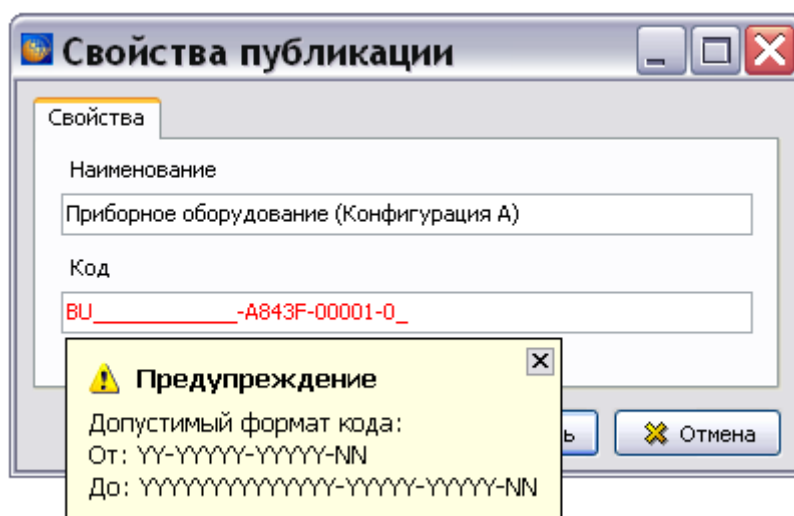 Свойства публикации
Свойства
Наименование
Приборное оборудование (Конфигурация А)
Код
BU____________-A843F-00001-0_
Предупреждение
Допустимый формат кода:
От: YY-YYYYY-YYYYY-NN
До: YYYYYYYYYYYYYY-YYYYY-YYYYY-NN
Отмена